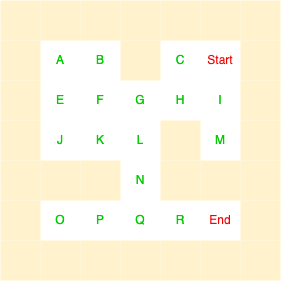 A B C Start
E F G H I
J K L M
N
O P Q R End